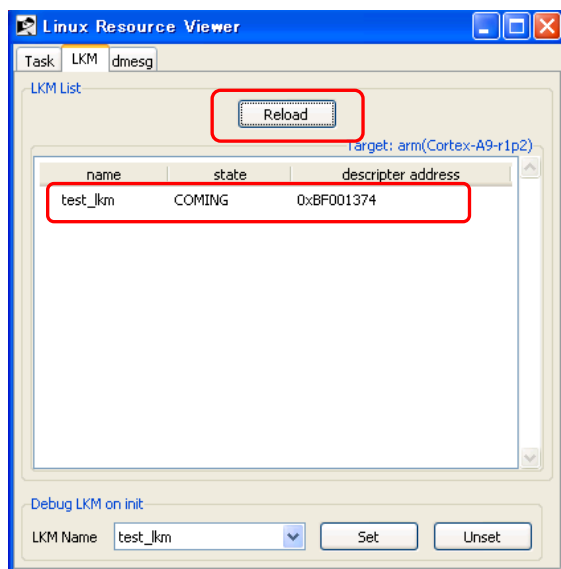 Linux Resource Viewer
Task LKM dmesg
LKM List
Reload
Target: arm(Cortex-A9-r1p2)
name state descripter address
test_lkm COMING 0xBF001374
Debug LKM on init
LKM Name test_lkm Set Unset